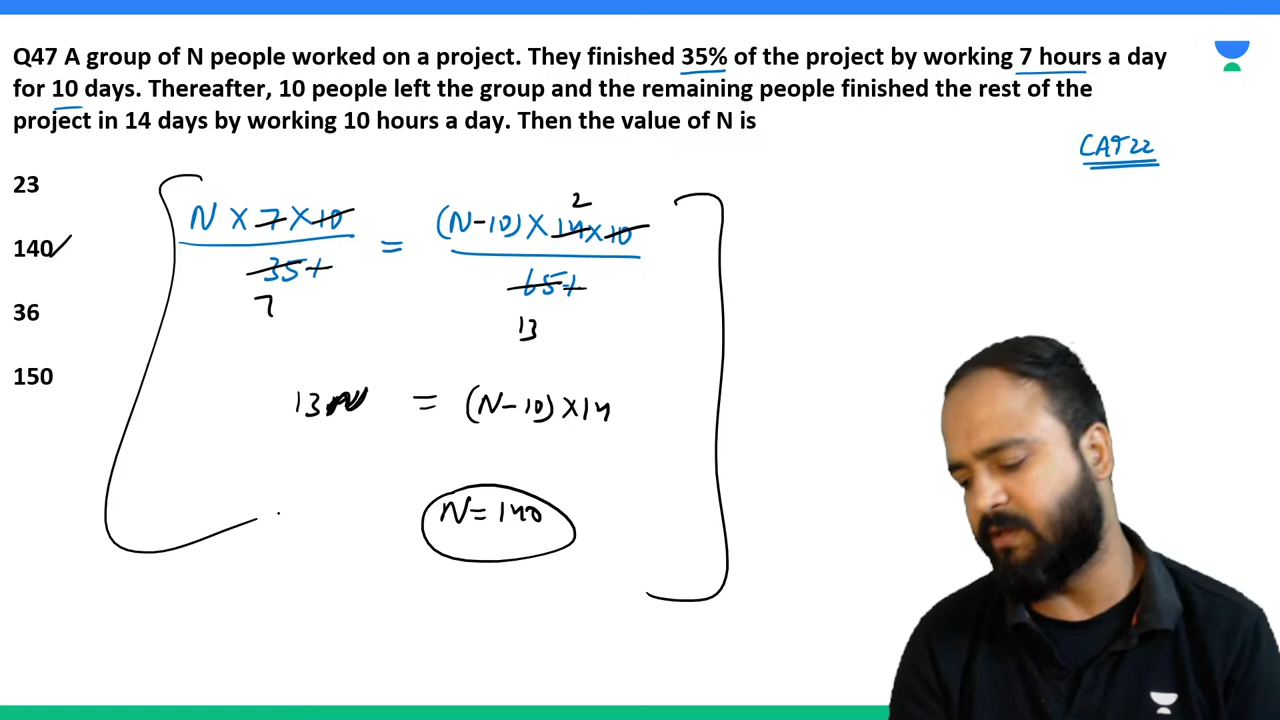 Q47 A group of N people worked on a project. They finished 35% of the project by working 7 hours a day
for 10 days. Thereafter, 10 people left the group and the remaining people finished the rest of the
project in 14 days by working 10 hours a day. Then the value of N is
CAT22
23
140
36
150
N × 7 × 10 = (N-10) × 14 × 10
2
35% 65%
7 13
13N = (N-10) × 14
N = 140